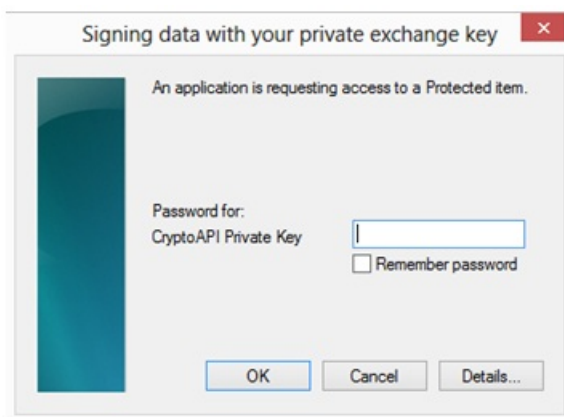 Signing data with your private exchange key
An application is requesting access to a Protected item.
Password for:
CryptoAPI Private Key
Remember password
OK Cancel Details...